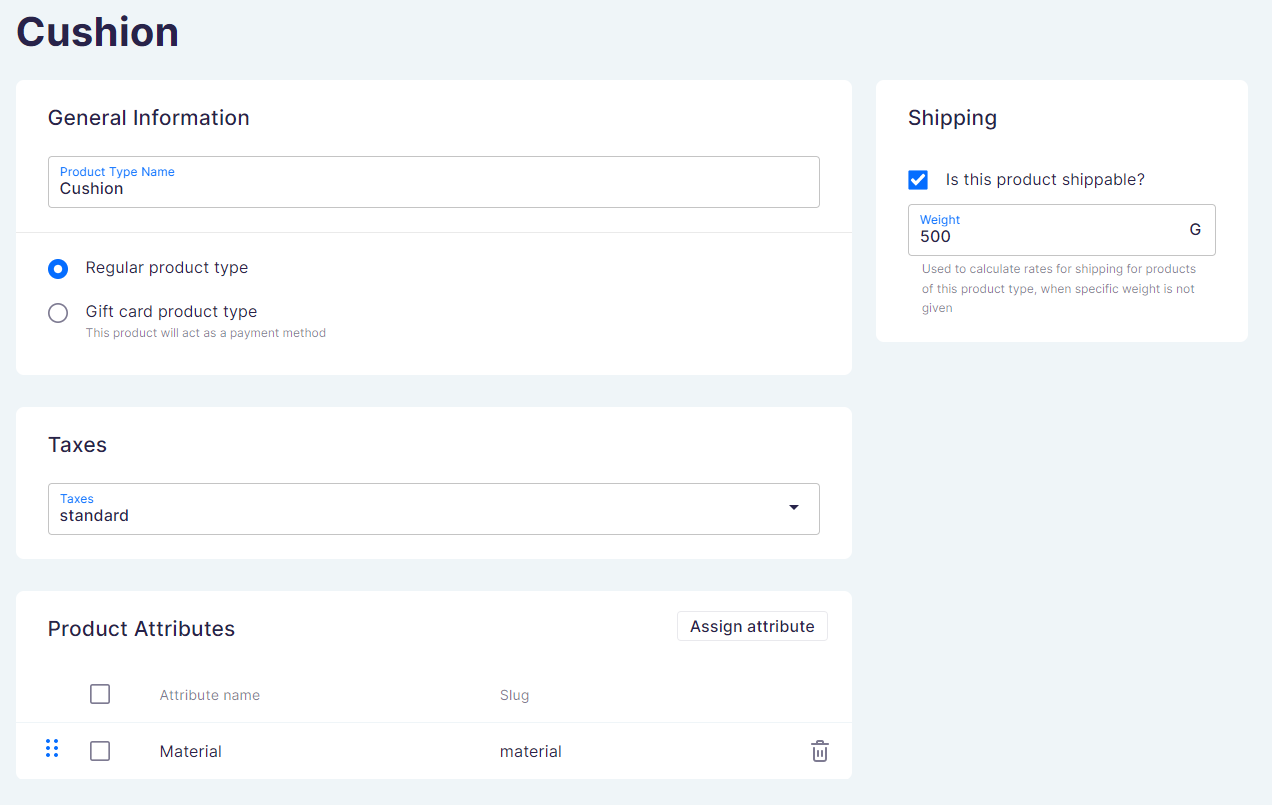 Cushion
General Information
Product Type Name
Cushion
Regular product type
Gift card product type
This product will act as a payment method
Shipping
Is this product shippable?
Weight
500 G
Used to calculate rates for shipping for products
of this product type, when specific weight is not
given
Taxes
Taxes
standard
Product Attributes
Assign attribute
Attribute name Slug
Material material